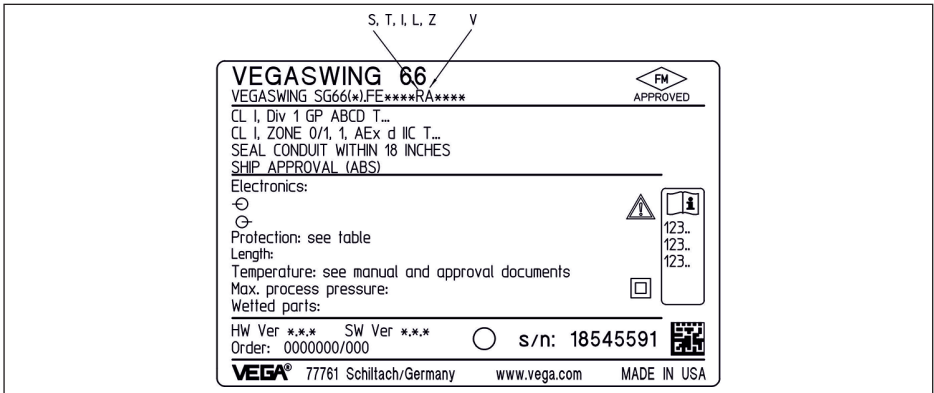 S, T, I, L, Z V
VEGASWING 66.
VEGASWING SG66(*).FE****RA****
FM
APPROVED
CL I, Div 1 GP ABCD T...
CL I, ZONE 0/1, 1, AEx d IIC T...
SEAL CONDUIT WITHIN 18 INCHES
SHIP APPROVAL (ABS)
Electronics:
Protection: see table
Length:
Temperature: see manual and approval documents
Max. process pressure:
Wetted parts:
i
123..
123..
123..
HW Ver *.*.* SW Ver *.*.*
Order: 0000000/000
s/n: 18545591
VEGA® 77761 Schiltach/Germany www.vega.com MADE IN USA